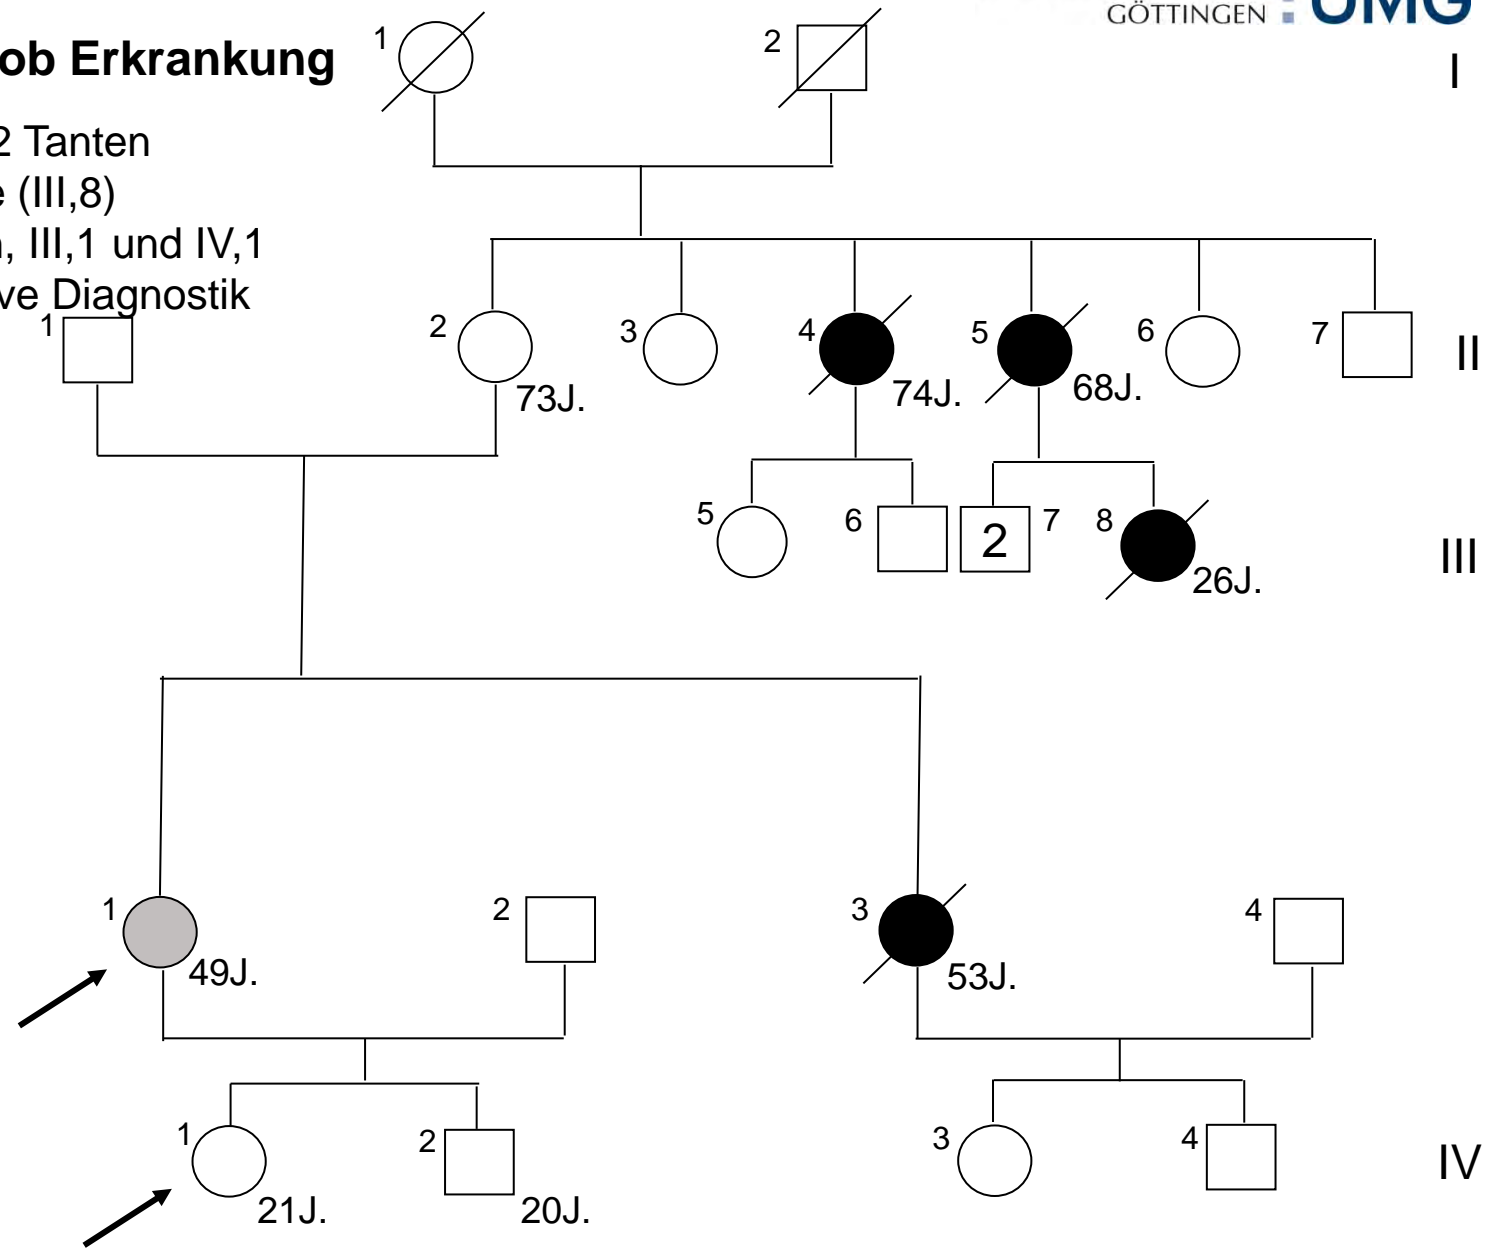 GÖTTINGEN UMG
ob Erkrankung
1
2
I
2 Tanten
e (III,8)
, III,1 und IV,1
ve Diagnostik
1
2
73J.
3
4
74J.
5
68J.
6
7
II
5
6
2
7
8
26J.
III
1
49J.
2
3
53J.
4
1
21J.
2
20J.
3
4
IV